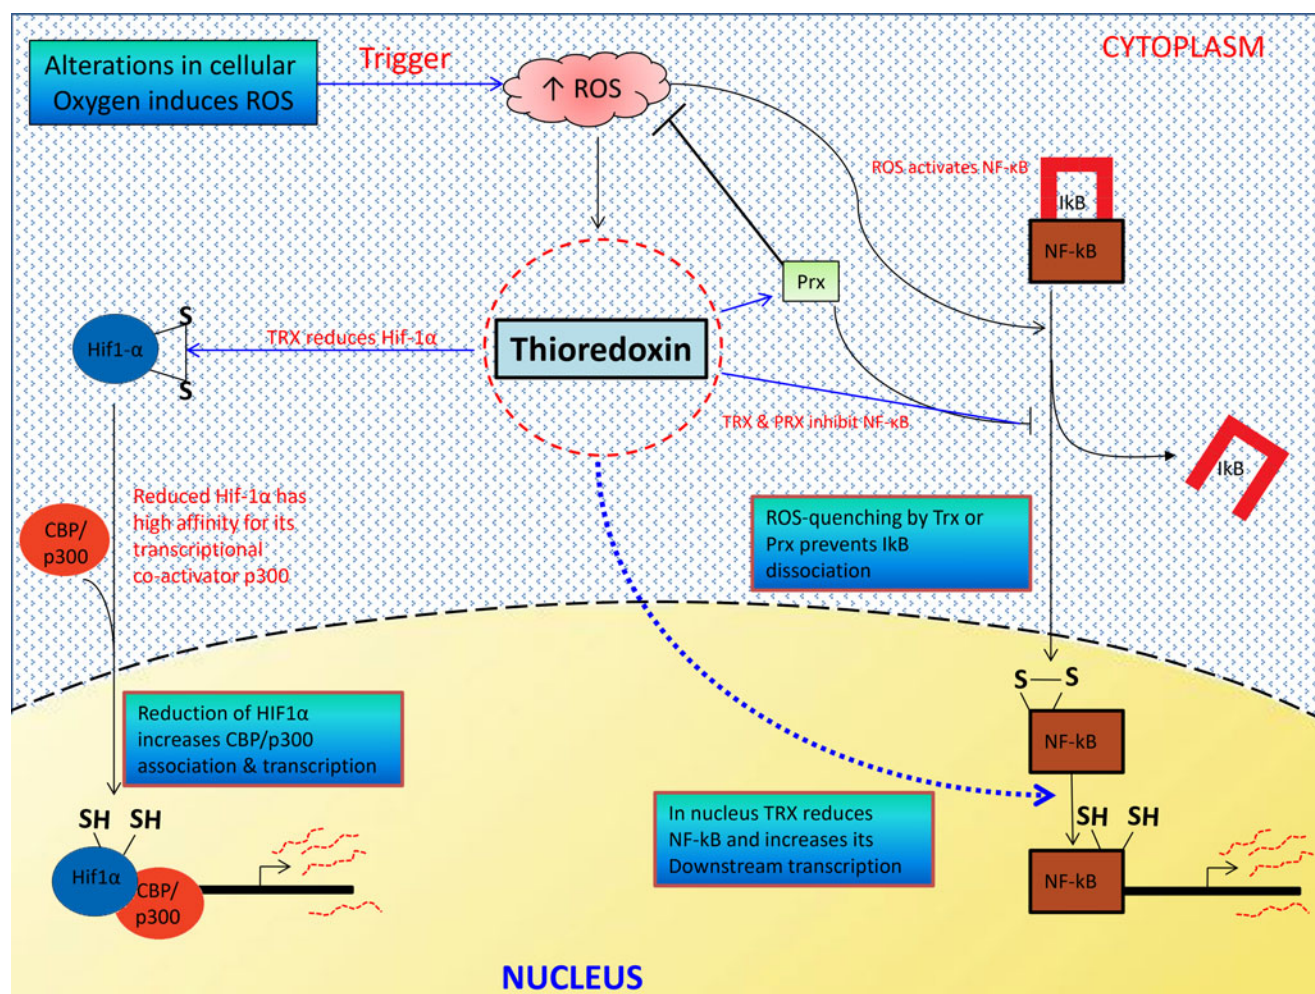 CYTOPLASM
Alterations in cellular
Oxygen induces ROS
Trigger
↑ ROS
ROS activates NF-κB
IkB
NF-kB
Prx
Thioredoxin
TRX reduces Hif-1α
S
Hif1-α
S
TRX & PRX inhibit NF-κB
IkB
Reduced Hif-1α has
high affinity for its
transcriptional
co-activator p300
CBP/
p300
ROS-quenching by Trx or
Prx prevents IkB
dissociation
S
S
NF-kB
Reduction of HIF1α
increases CBP/p300
association & transcription
In nucleus TRX reduces
NF-kB and increases its
Downstream transcription
SH
SH
Hif1α
CBP/
p300
SH
SH
NF-kB
NUCLEUS